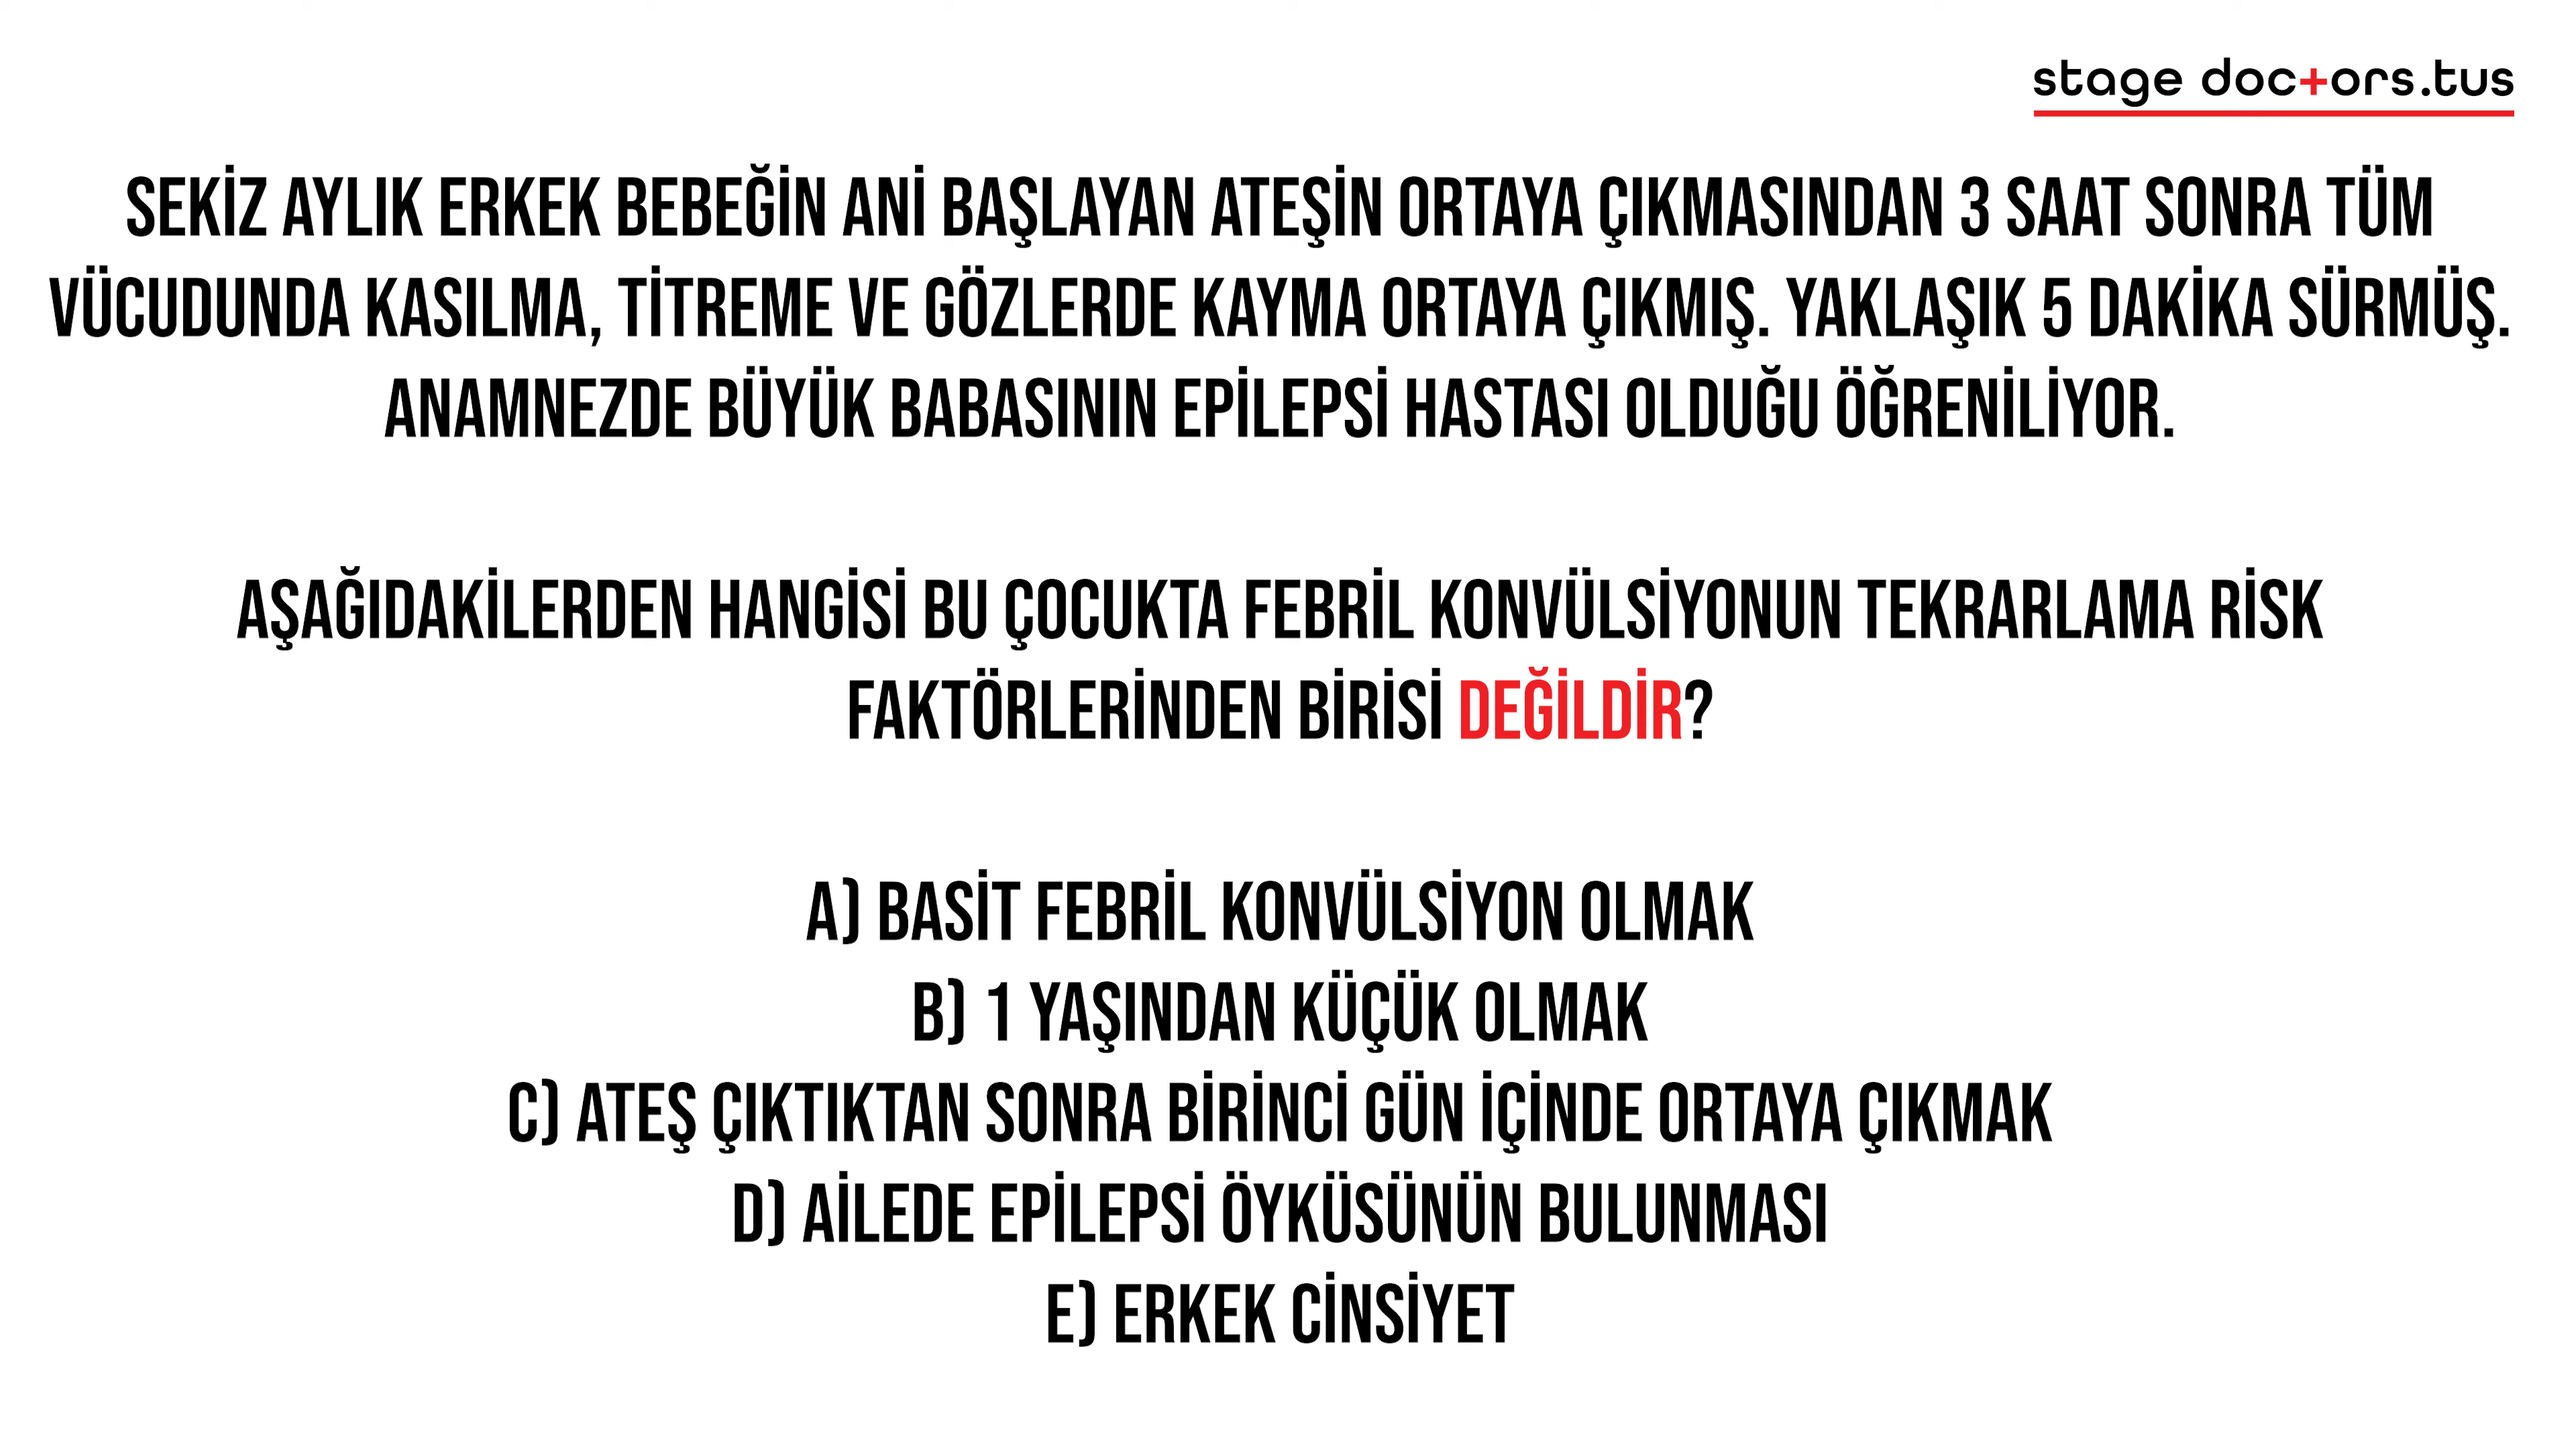 stage doctors.tus
SEKİZ AYLIK ERKEK BEBEĞİN ANİ BAŞLAYAN ATEŞİN ORTAYA ÇIKMASINDAN 3 SAAT SONRA TÜM
VÜCUDUNDA KASILMA, TİTREME VE GÖZLERDE KAYMA ORTAYA ÇIKMIŞ. YAKLAŞIK 5 DAKİKA SÜRMÜŞ.
ANAMNEZDE BÜYÜK BABASININ EPİLEPSİ HASTASI OLDUĞU ÖĞRENİLİYOR.
AŞAĞIDAKİLERDEN HANGİSİ BU ÇOCUKTA FEBRİL KONVÜLSİYONUN TEKRARLAMA RİSK
FAKTÖRLERİNDEN BİRİSİ DEĞİLDİR?
A) BASİT FEBRİL KONVÜLSİYON OLMAK
B) 1 YAŞINDAN KÜÇÜK OLMAK
C) ATEŞ ÇIKTIKTAN SONRA BİRİNCİ GÜN İÇİNDE ORTAYA ÇIKMAK
D) AİLEDE EPİLEPSİ ÖYKÜSÜNÜN BULUNMASI
E) ERKEK CİNSİYET